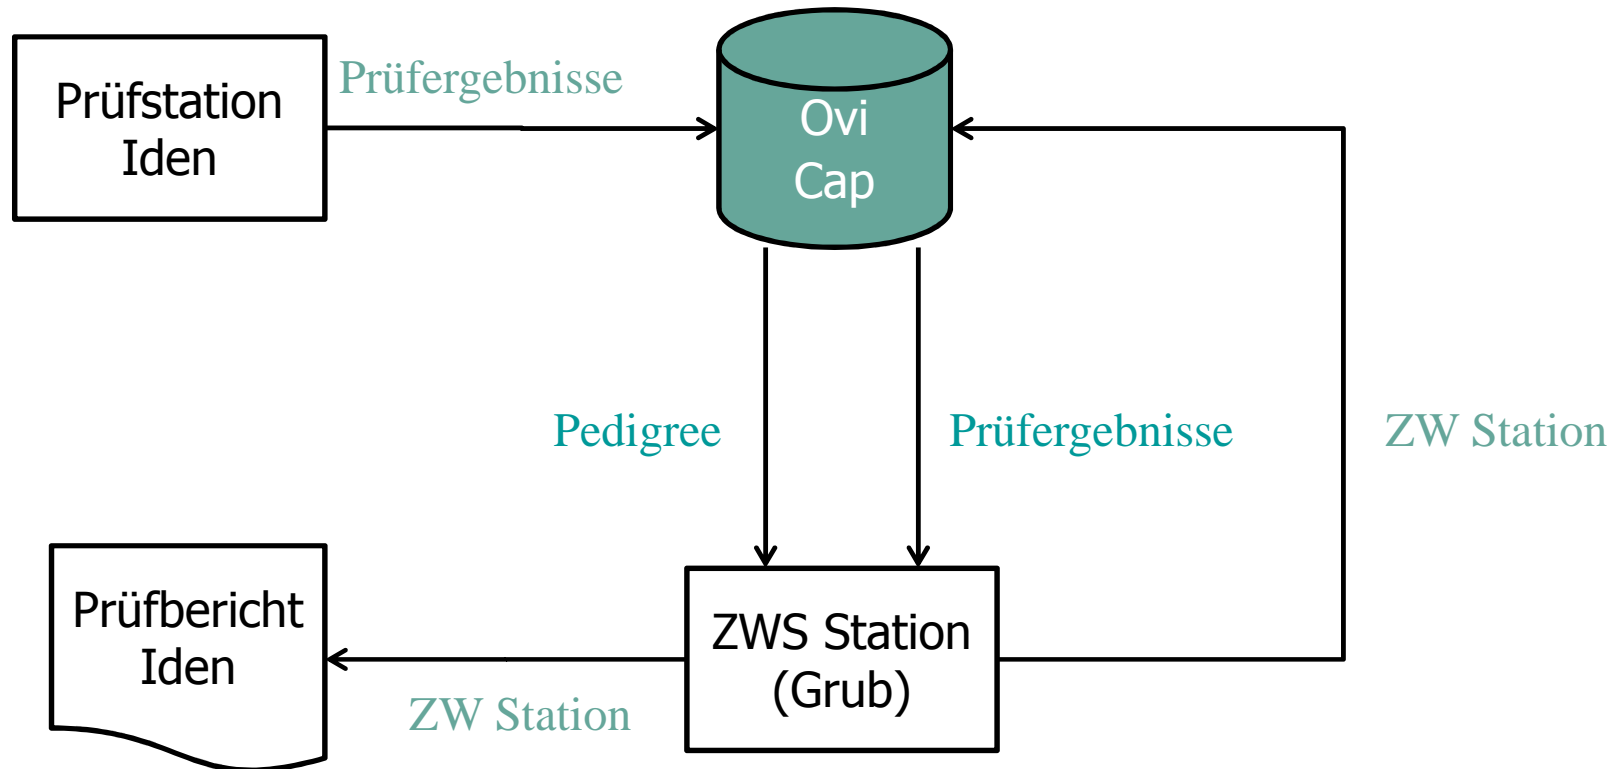 Prüfstation
Iden
Prüfergebnisse
Ovi
Cap
Pedigree
Prüfergebnisse
ZW Station
Prüfbericht
Iden
ZW Station
ZWS Station
(Grub)